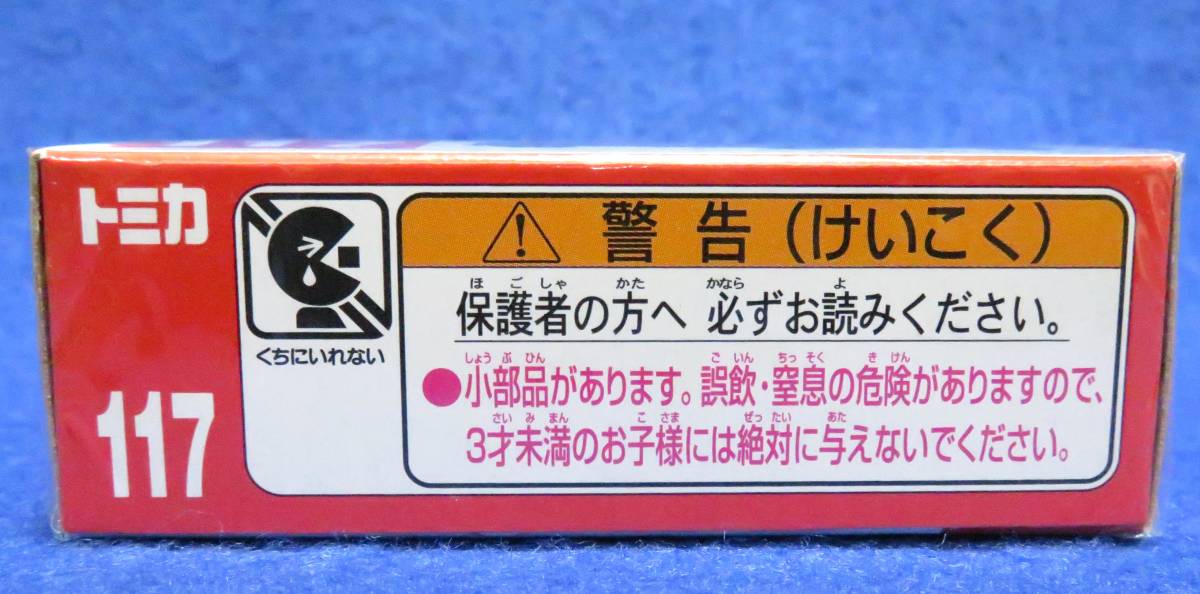 トミカ
117
くちにいれない
警告(けいこく)
ほごしゃ かた かなら よ
保護者の方へ 必ずお読みください。
しょうぶひん ごいん ちっそく きけん
●小部品があります。誤飲・窒息の危険がありますので、
さいみまん こさま ぜったい あた
3才未満のお子様には絶対に与えないでください。